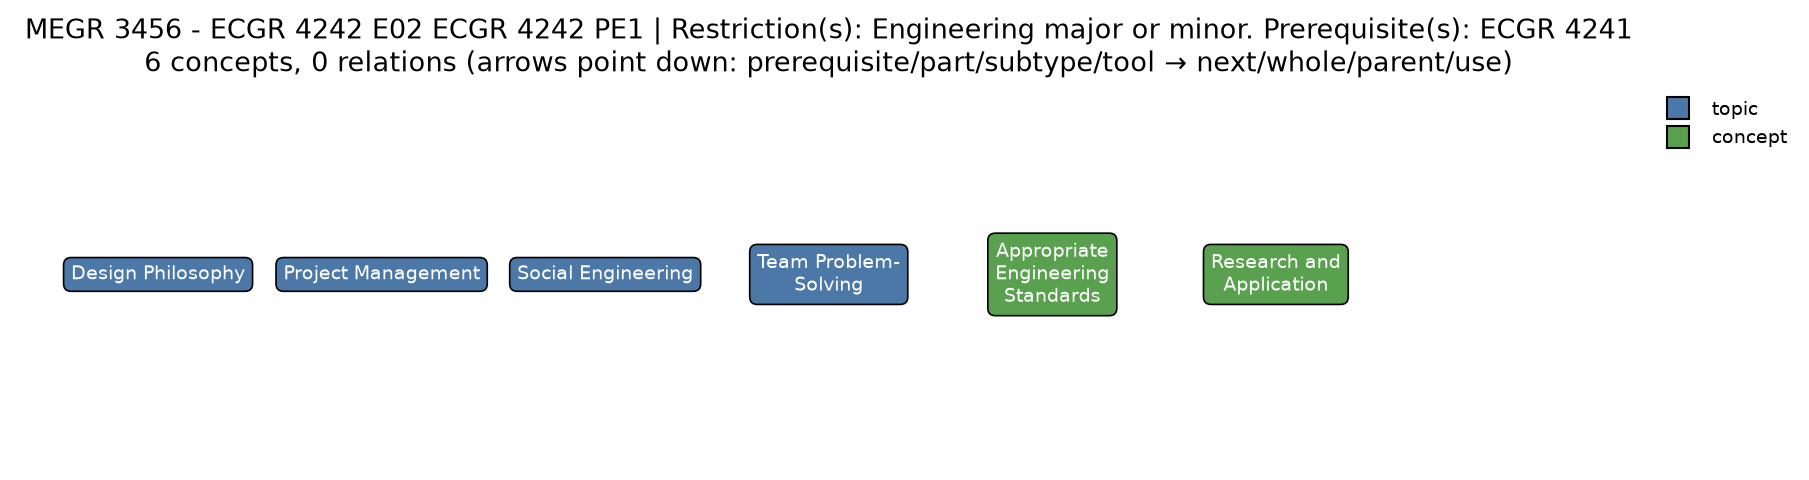 MEGR 3456 - ECGR 4242 E02 ECGR 4242 PE1 | Restriction(s): Engineering major or minor. Prerequisite(s): ECGR 4241
6 concepts, 0 relations (arrows point down: prerequisite/part/subtype/tool → next/whole/parent/use)
topic
concept
Design Philosophy
Project Management
Social Engineering
Team Problem-
Solving
Appropriate
Engineering
Standards
Research and
Application